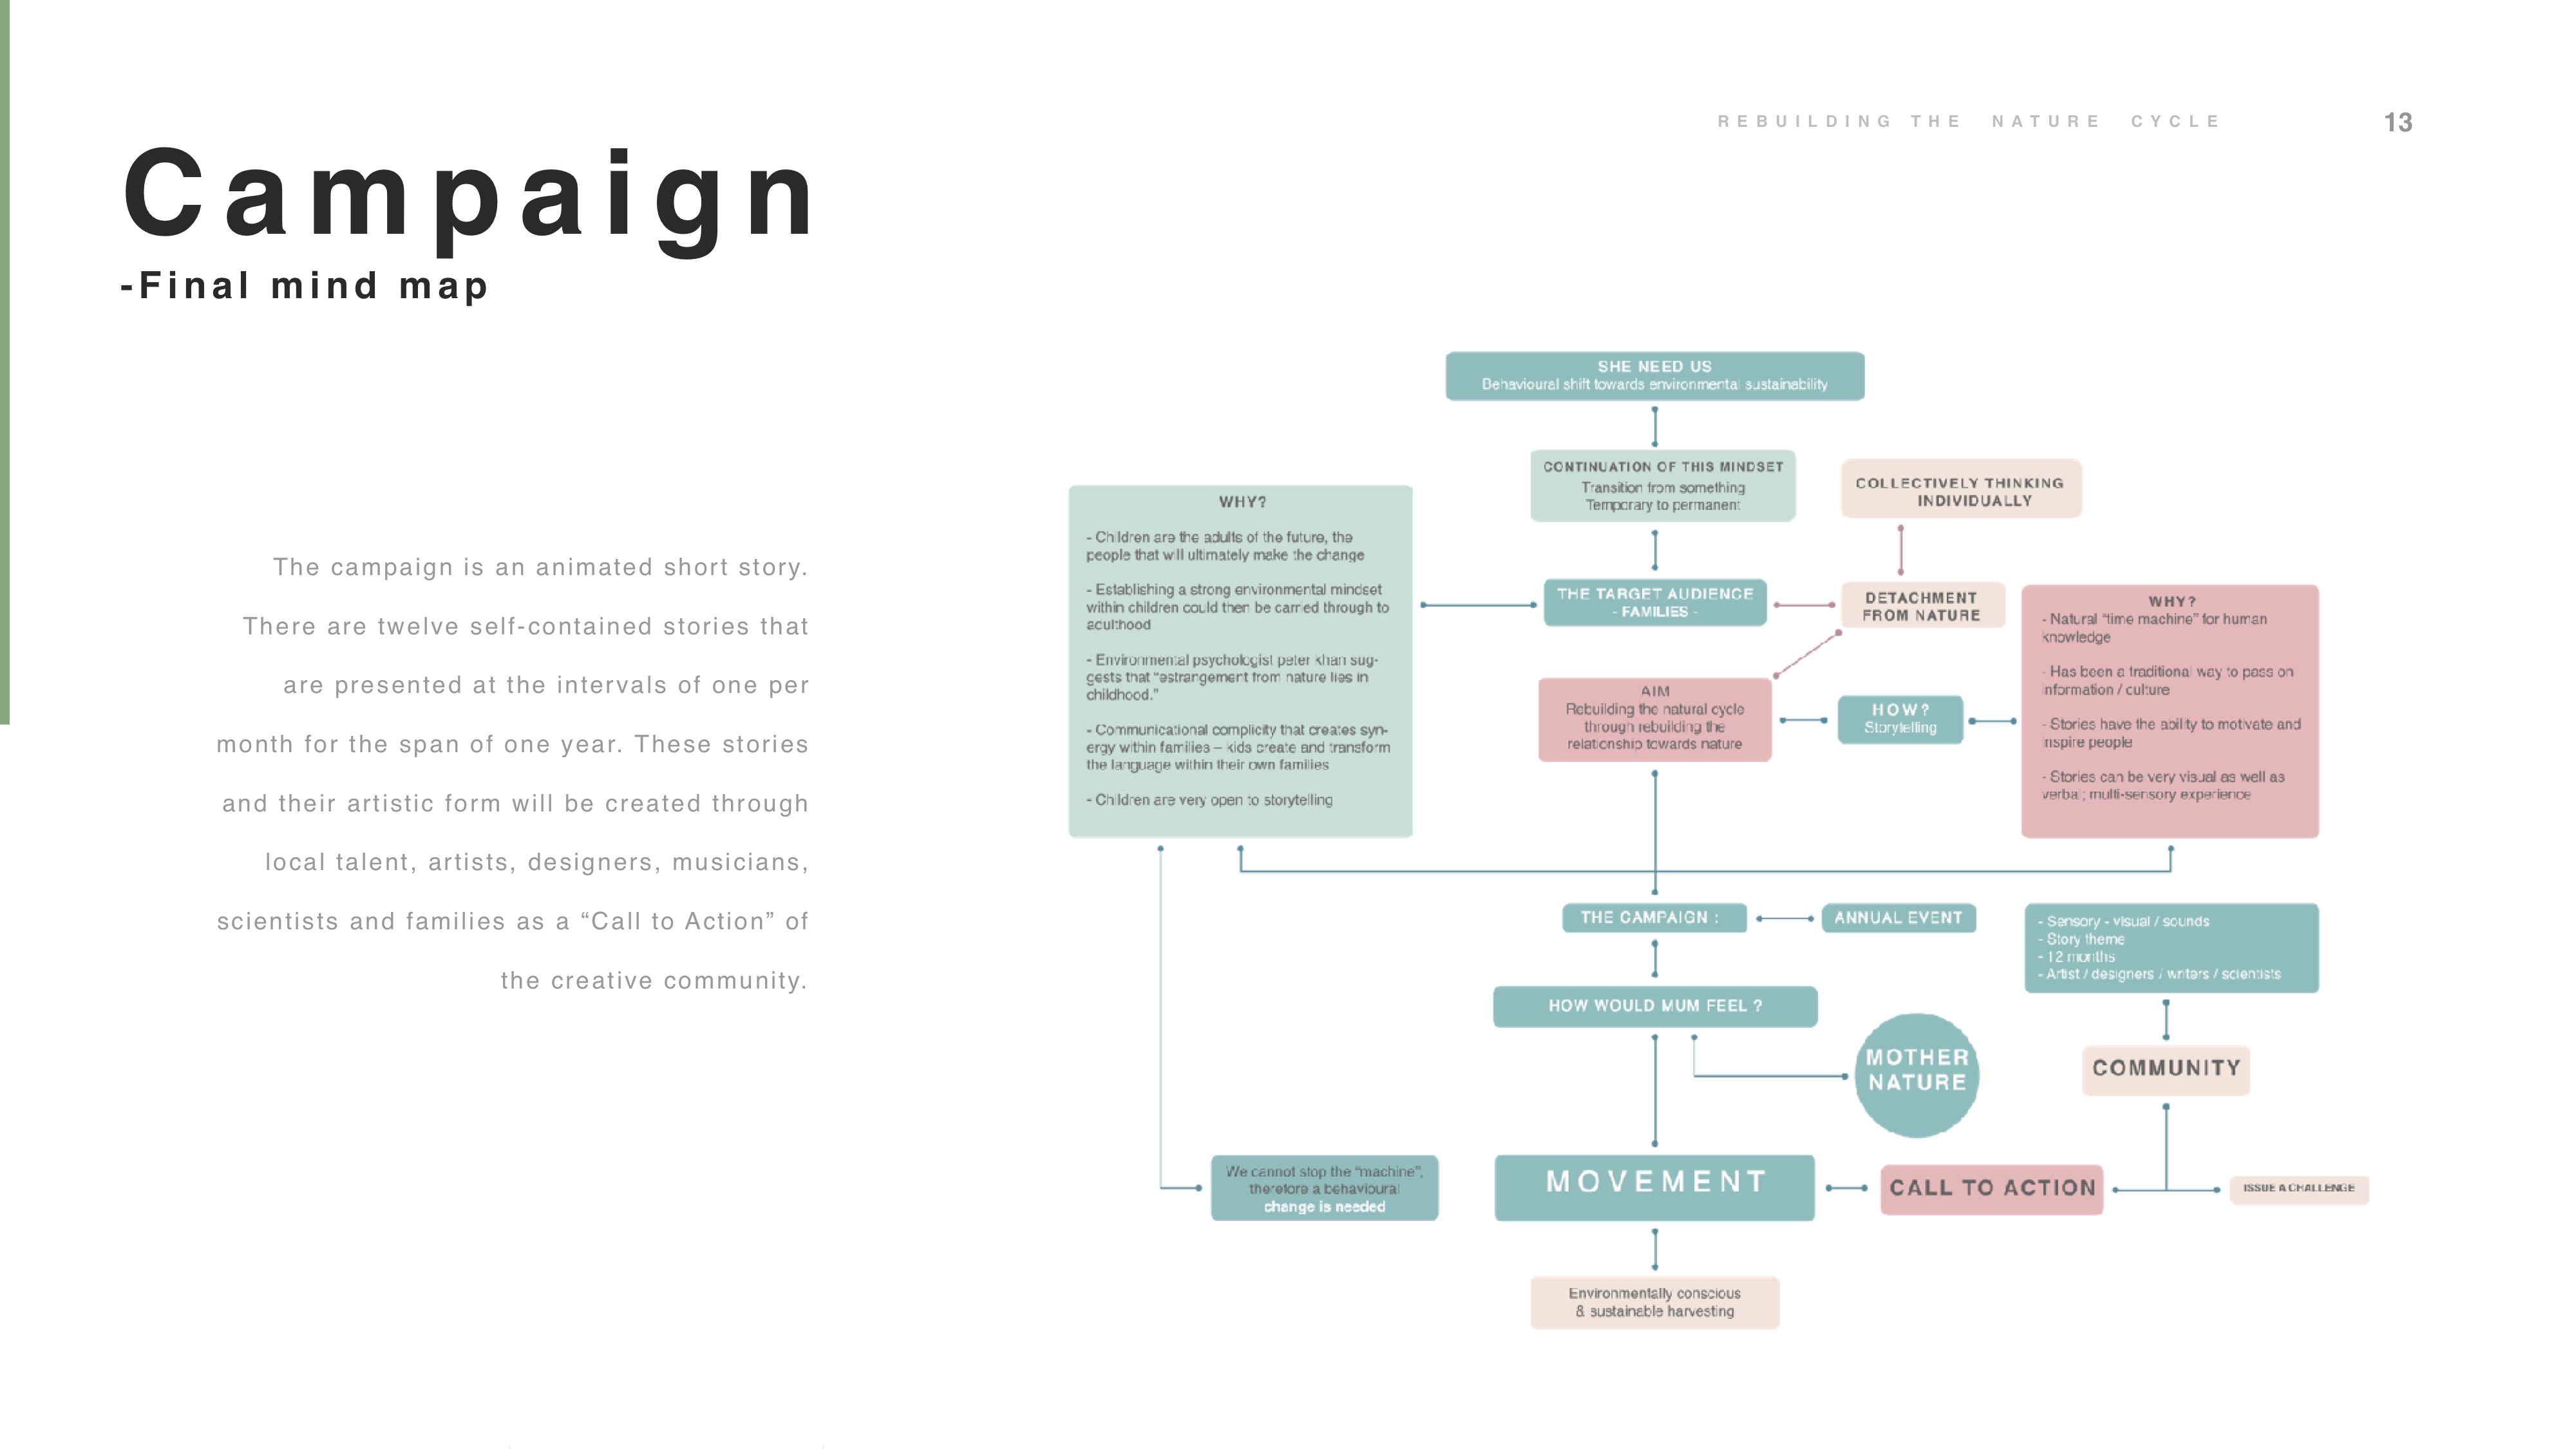 REBUILDING THE NATURE CYCLE
13
Campaign
-Final mind map
The campaign is an animated short story.
There are twelve self-contained stories that
are presented at the intervals of one per
month for the span of one year. These stories
and their artistic form will be created through
local talent, artists, designers, musicians,
scientists and families as a “Call to Action” of
the creative community.
SHE NEED US
Behavioural shift towards environmental sustainability
CONTINUATION OF THIS MINDSET
Transition from something
Temporary to permanent
COLLECTIVELY THINKING
INDIVIDUALLY
WHY?
- Children are the adults of the future, the
people that will ultimately make the change
- Establishing a strong environmental mindset
within children could then be carried through to
aculthood
- Environmental psychologist peter khan sug-
gests that “estrangement from nature lies in
childhood.”
- Communicational complicity that creates syn-
ergy within families – kids create and transform
the language within their own families
- Children are very open to storytelling
THE TARGET AUDIENCE
- FAMILIES -
DETACHMENT
FROM NATURE
WHY?
- Natural “time machine” for human
knowledge
- Has been a traditional way to pass on
information / culture
- Stories have the ability to motivate and
inspire people
- Stories can be very visual as well as
verbal; multi-sensory experience
AIM
Rebuilding the natural cycle
through rebuilding the
relationship towards nature
HOW?
Storytelling
THE CAMPAIGN :
ANNUAL EVENT
- Sensory - visual / sounds
- Story theme
- 12 months
- Artist / designers / writers / scientists
HOW WOULD MUM FEEL ?
MOTHER
NATURE
COMMUNITY
We cannot stop the “machine”,
therefore a behavioural
change is needed
MOVEMENT
CALL TO ACTION
ISSUE A CHALLENGE
Environmentally conscious
& sustainable harvesting